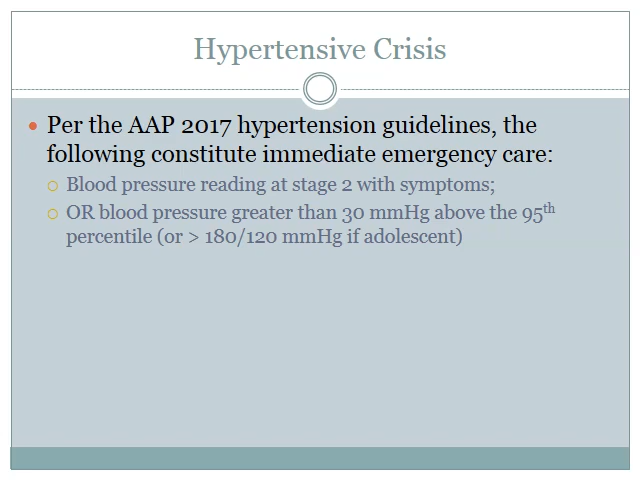 Hypertensive Crisis
Per the AAP 2017 hypertension guidelines, the
following constitute immediate emergency care:
Blood pressure reading at stage 2 with symptoms;
OR blood pressure greater than 30 mmHg above the 95th
percentile (or > 180/120 mmHg if adolescent)